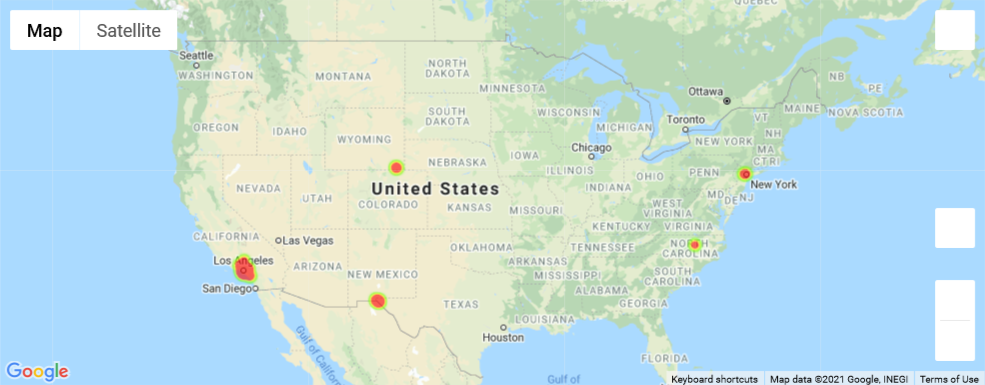 Map
Satellite
Seattle
WASHINGTON
MONTANA
NORTH
DAKOTA
MINNESOTA
Ottawa
NB
PE
MAINE
NOVA SCOTIA
OREGON
IDAHO
SOUTH
DAKOTA
WISCONSIN
MICHIGAN
Toronto
VT
NH
WYOMING
NEW YORK
MA
CT
RI
Chicago
IOWA
NEBRASKA
ILLINOIS
INDIANA
OHIO
PENN
New York
United States
NEVADA
UTAH
COLORADO
KANSAS
MISSOURI
WEST
VIRGINIA
MD
DE
NJ
KENTUCKY
VIRGINIA
CALIFORNIA
Las Vegas
OKLAHOMA
TENNESSEE
NORTH
CAROLINA
Los Angeles
ARIZONA
NEW MEXICO
ARKANSAS
MISSISSIPPI
SOUTH
CAROLINA
San Diego
ALABAMA
TEXAS
GEORGIA
LOUISIANA
Houston
FLORIDA
Gulf of
Gulf of Califor
Google
Keyboard shortcuts
Map data ©2021 Google, INEGI
Terms of Use